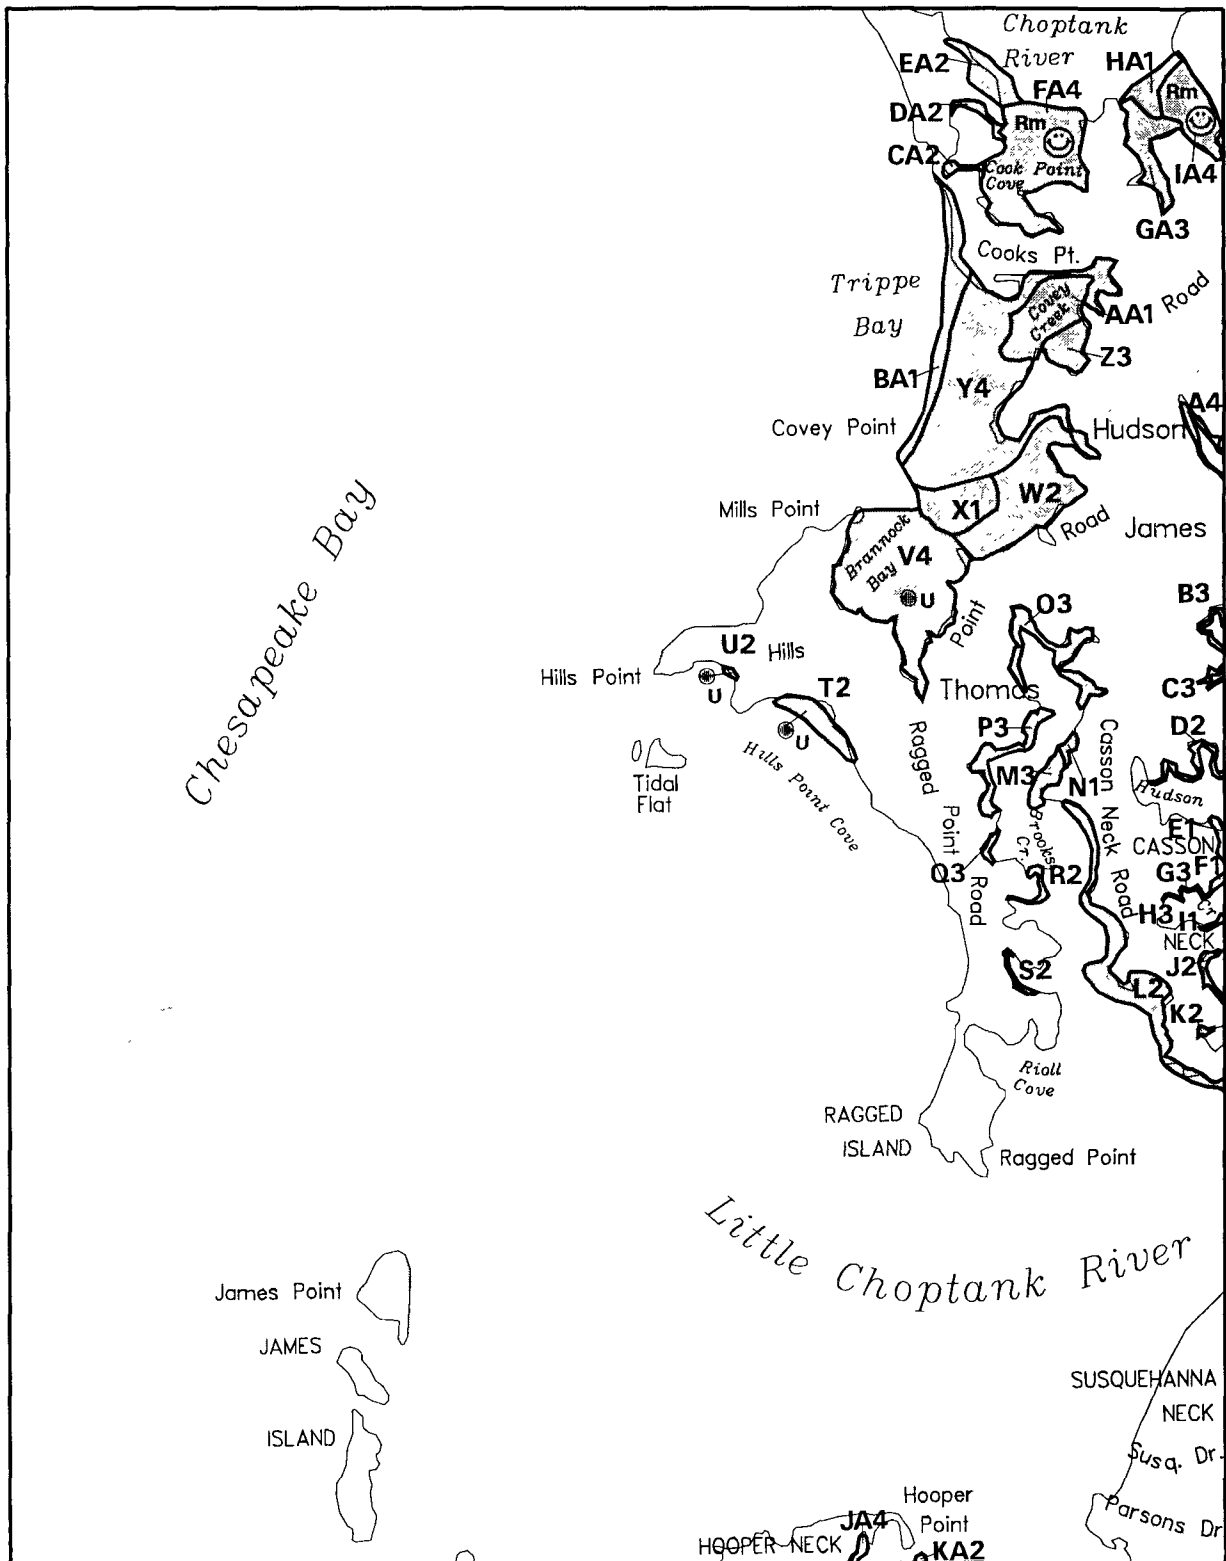 Choptank
River
EA2
HA1
FA4
Rm
Rm
DA2
CA2
Cook Point
Cove
IA4
GA3
Cooks Pt.
Trippe
Bay
Road
Covey
Creek
AA1
Z3
BA1
Y4
A4
Covey Point
Hudson
W2
Mills Point
X1
Road
James
Chesapeake Bay
Brannock
Bay
V4
U
B3
O3
Point
U2
Hills
Hills Point
U
T2
Thomas
C3
P3
D2
U
Ragged
Hills Point Cove
Casson Neck Road
Tidal
Flat
M3
N1
Hudson
Point
Brooks
Cr.
E1
CASSON
F1
G3
Q3
R2
Road
H3
I1
Cr.
NECK
J2
S2
L2
K2
Rioll
Cove
RAGGED
ISLAND
Ragged Point
Little Choptank River
James Point
JAMES
ISLAND
SUSQUEHANNA
NECK
Susq. Dr.
Hooper
Point
Parsons Dr
JA4
HOOPER NECK
KA2